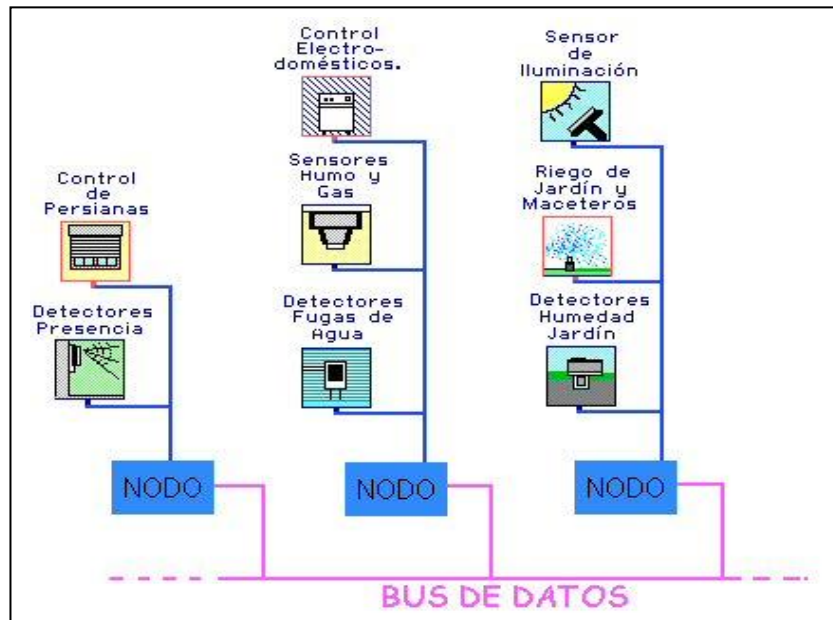 Control
de
Persianas
Detectores
Presencia
NODO
Control
Electro-
domésticos.
Sensores
Humo y
Gas
Detectores
Fugas de
Agua
NODO
Sensor
de
Iluminación
Riego de
Jardín y
Maceteros
Detectores
Humedad
Jardín
NODO
BUS DE DATOS